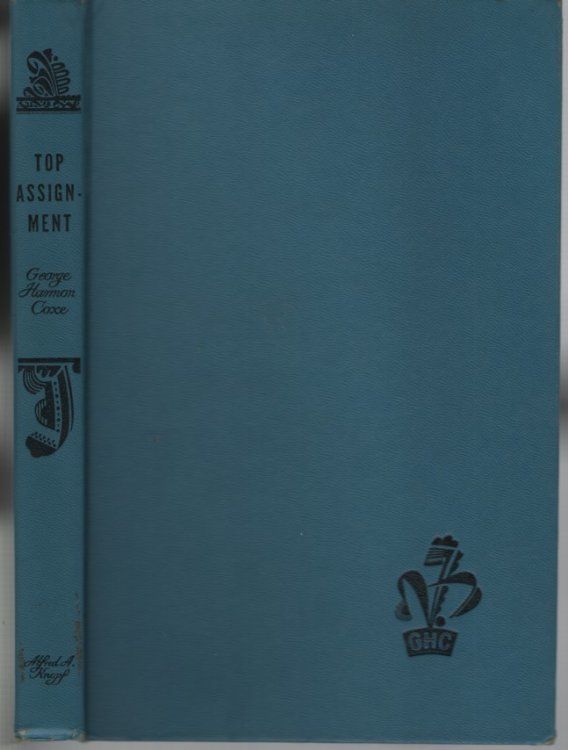 TOP
ASSIGN-
MENT
George
Harmon
Coxe
Alfred A.
Knopf
GHC